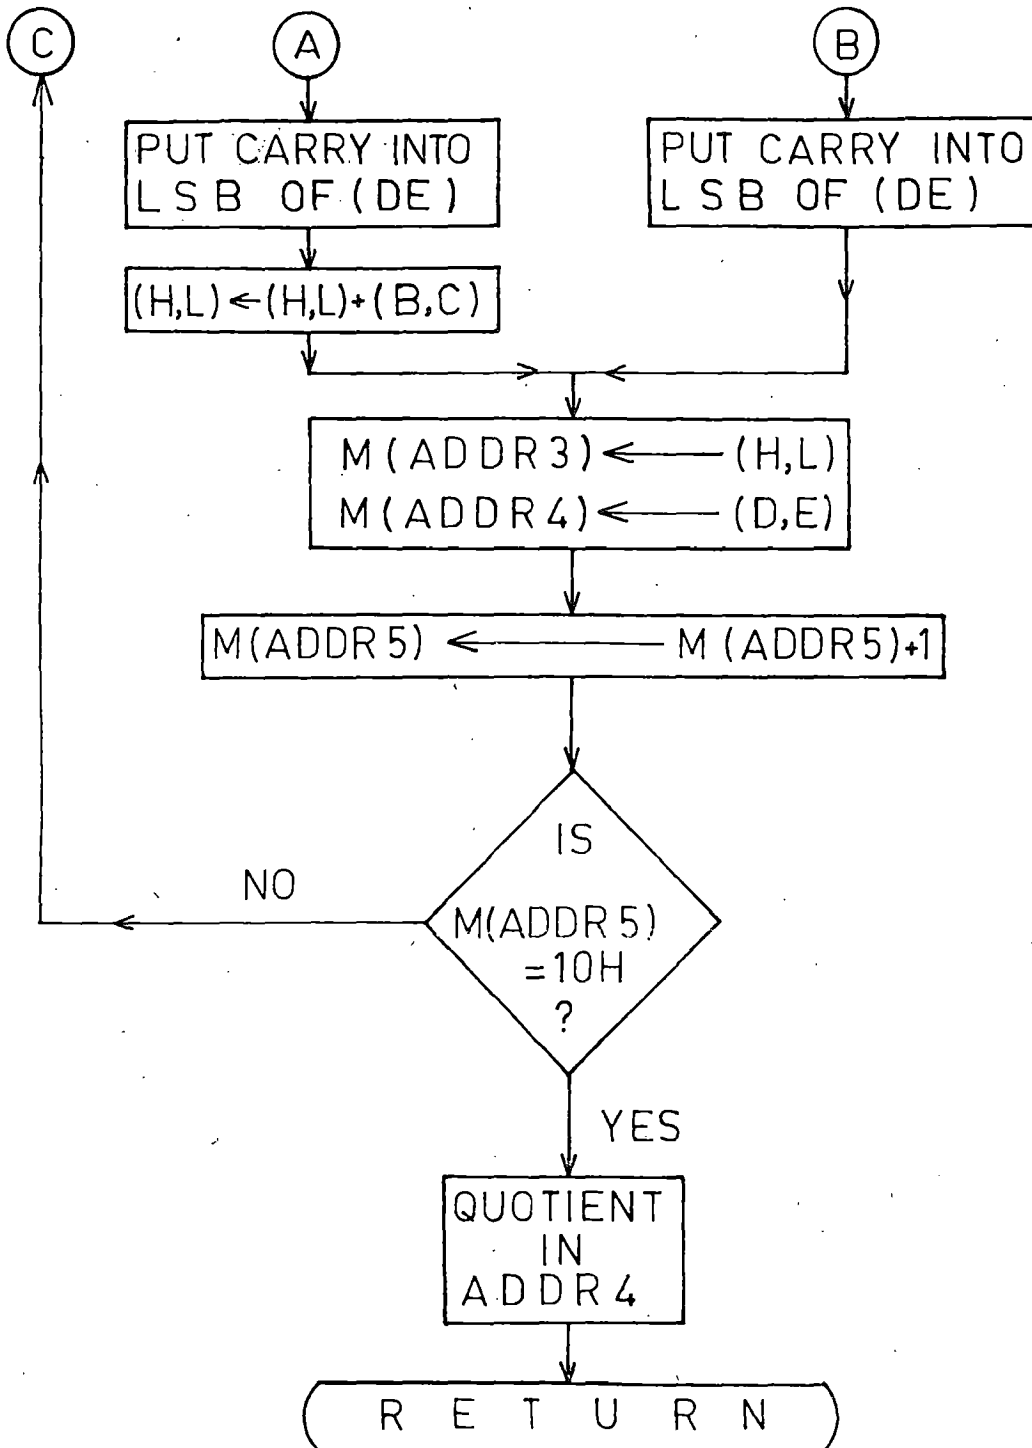 C
A
B
PUT CARRY INTO
LSB OF (DE)
PUT CARRY INTO
LSB OF (DE)
(H,L)←(H,L)+(B,C)
M(ADDR3)←(H,L)
M(ADDR4)←(D,E)
M(ADDR5)←M(ADDR5)+1
IS
NO
M(ADDR5)
=10H
?
YES
QUOTIENT
IN
ADDR4
RETURN